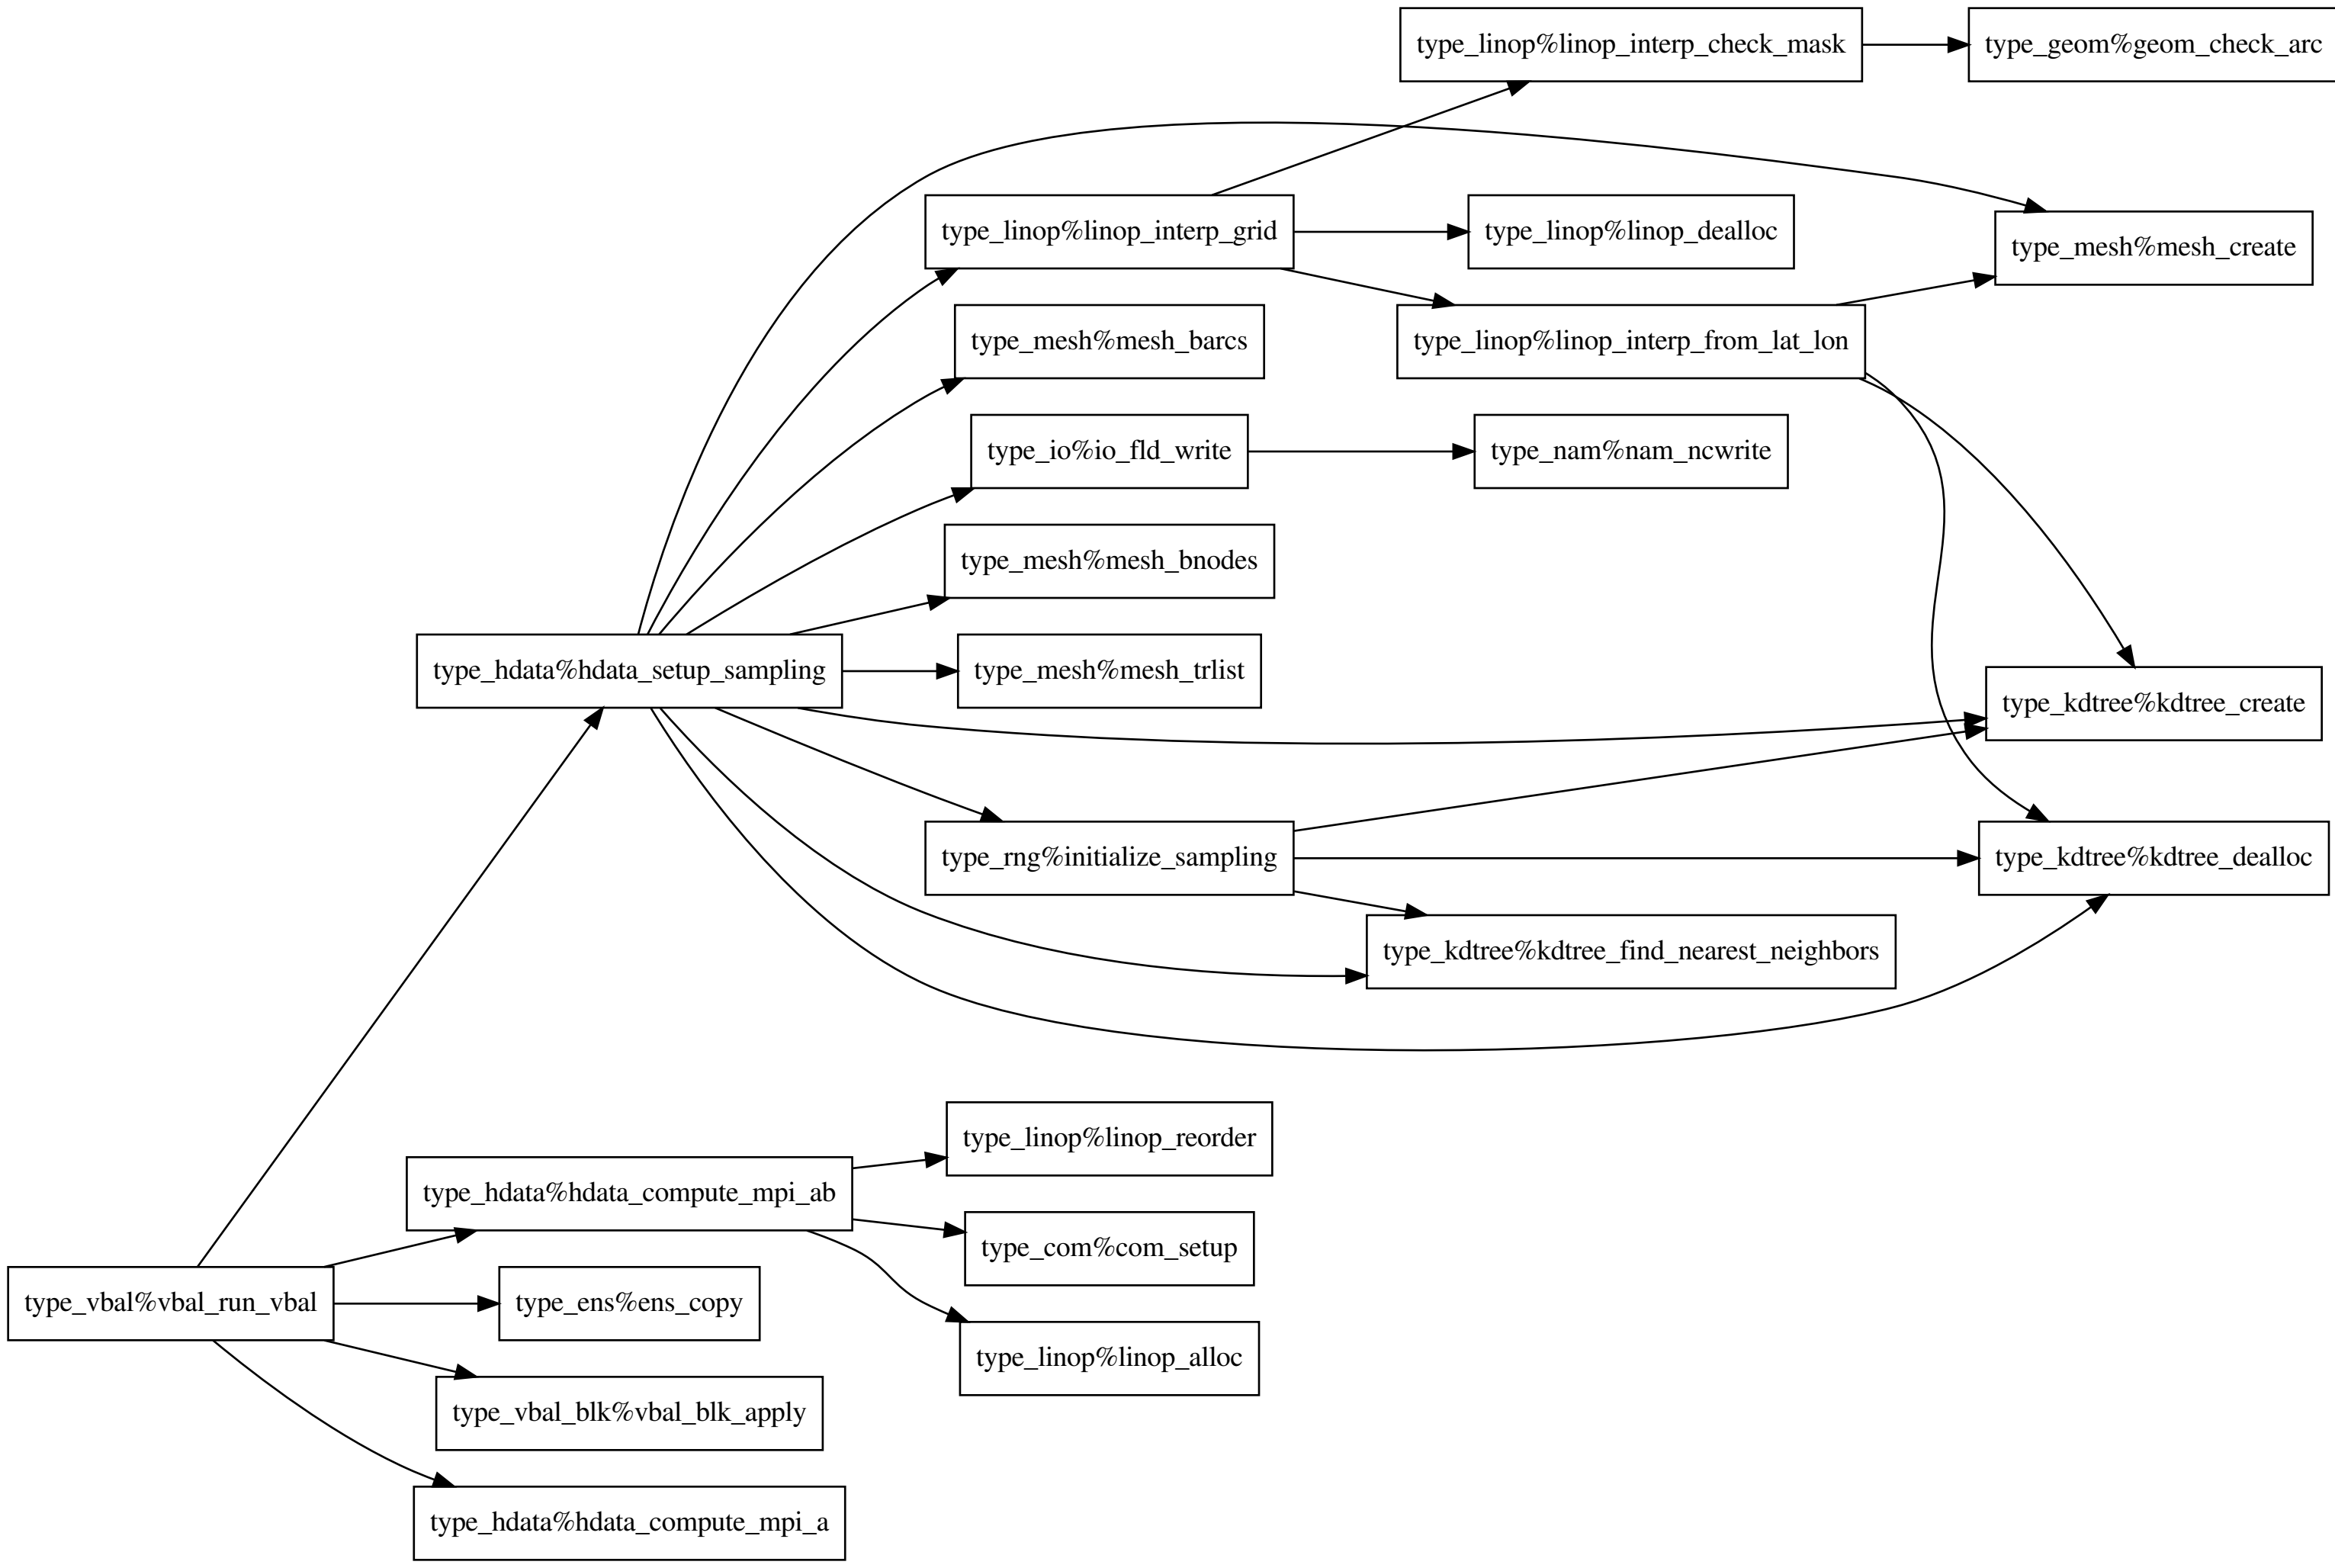 type_linop%linop_interp_check_mask
type_geom%geom_check_arc
type_linop%linop_interp_grid
type_linop%linop_dealloc
type_mesh%mesh_create
type_mesh%mesh_barcs
type_linop%linop_interp_from_lat_lon
type_io%io_fld_write
type_nam%nam_ncwrite
type_mesh%mesh_bnodes
type_hdata%hdata_setup_sampling
type_mesh%mesh_trlist
type_kdtree%kdtree_create
type_rng%initialize_sampling
type_kdtree%kdtree_dealloc
type_kdtree%kdtree_find_nearest_neighbors
type_linop%linop_reorder
type_hdata%hdata_compute_mpi_ab
type_com%com_setup
type_vbal%vbal_run_vbal
type_ens%ens_copy
type_linop%linop_alloc
type_vbal_blk%vbal_blk_apply
type_hdata%hdata_compute_mpi_a